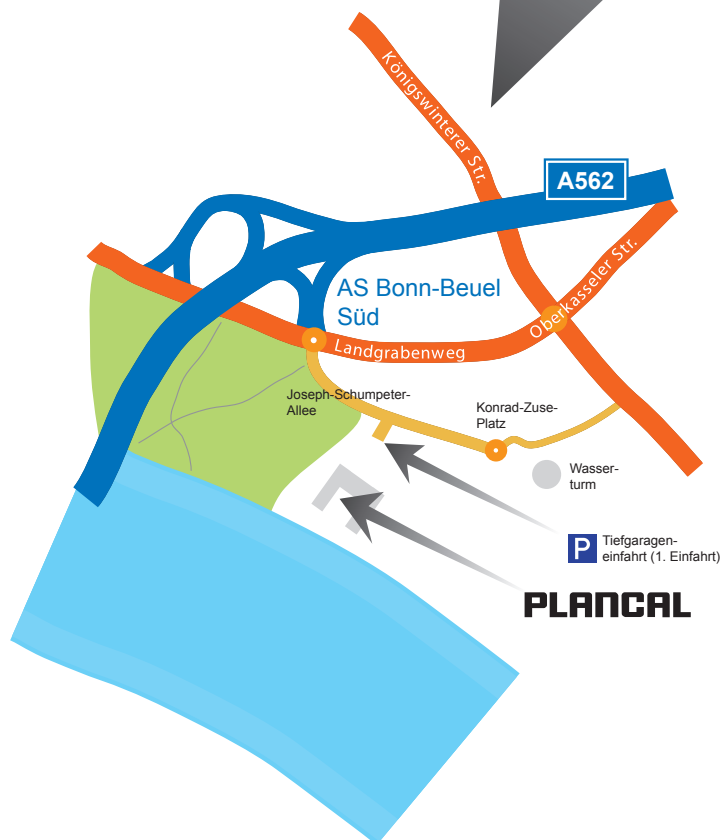 Königswinterer Str.
A562
AS Bonn-Beuel
Süd
Oberkasseler Str.
Landgrabenweg
Joseph-Schumpeter-
Allee
Konrad-Zuse-
Platz
Wasser-
turm
P
Tiefgaragen-
einfahrt (1. Einfahrt)
PLANCAL